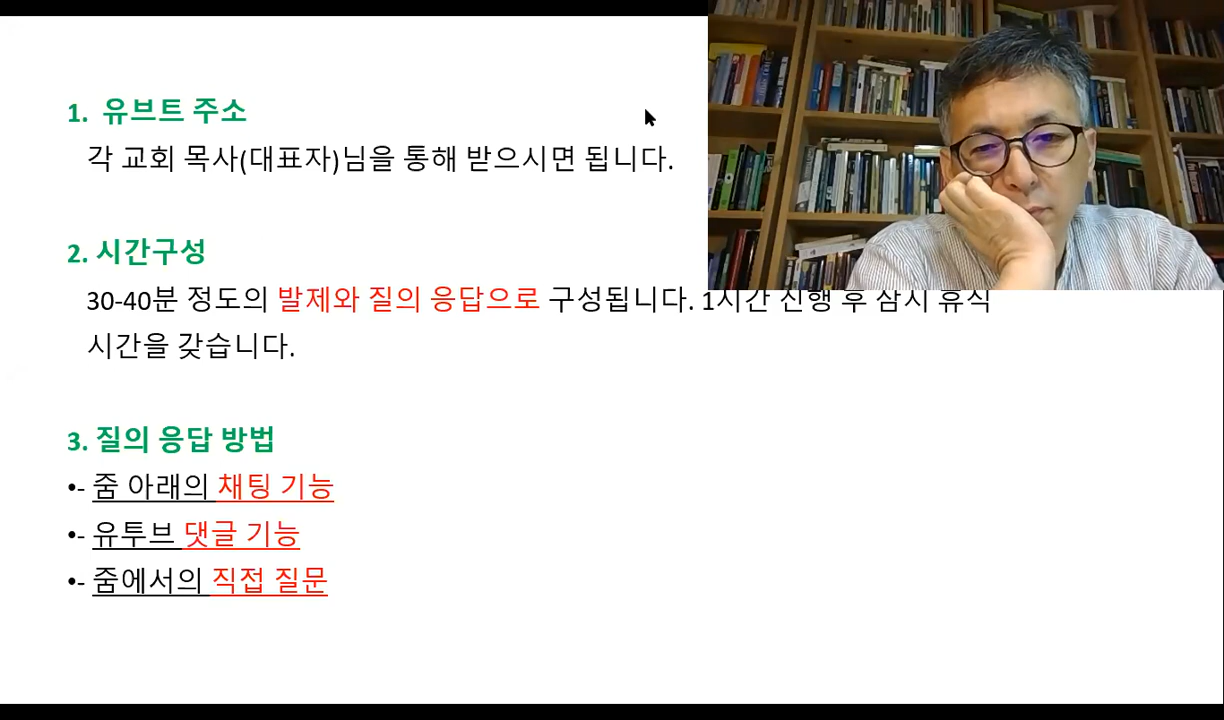 1. 유브트 주소
각 교회 목사(대표자)님을 통해 받으시면 됩니다.
2. 시간구성
30-40분 정도의 발제와 질의 응답으로 구성됩니다. 1시간 진행 후 잠시 휴식
시간을 갖습니다.
3. 질의 응답 방법
•- 줌 아래의 채팅 기능
•- 유투브 댓글 기능
•- 줌에서의 직접 질문